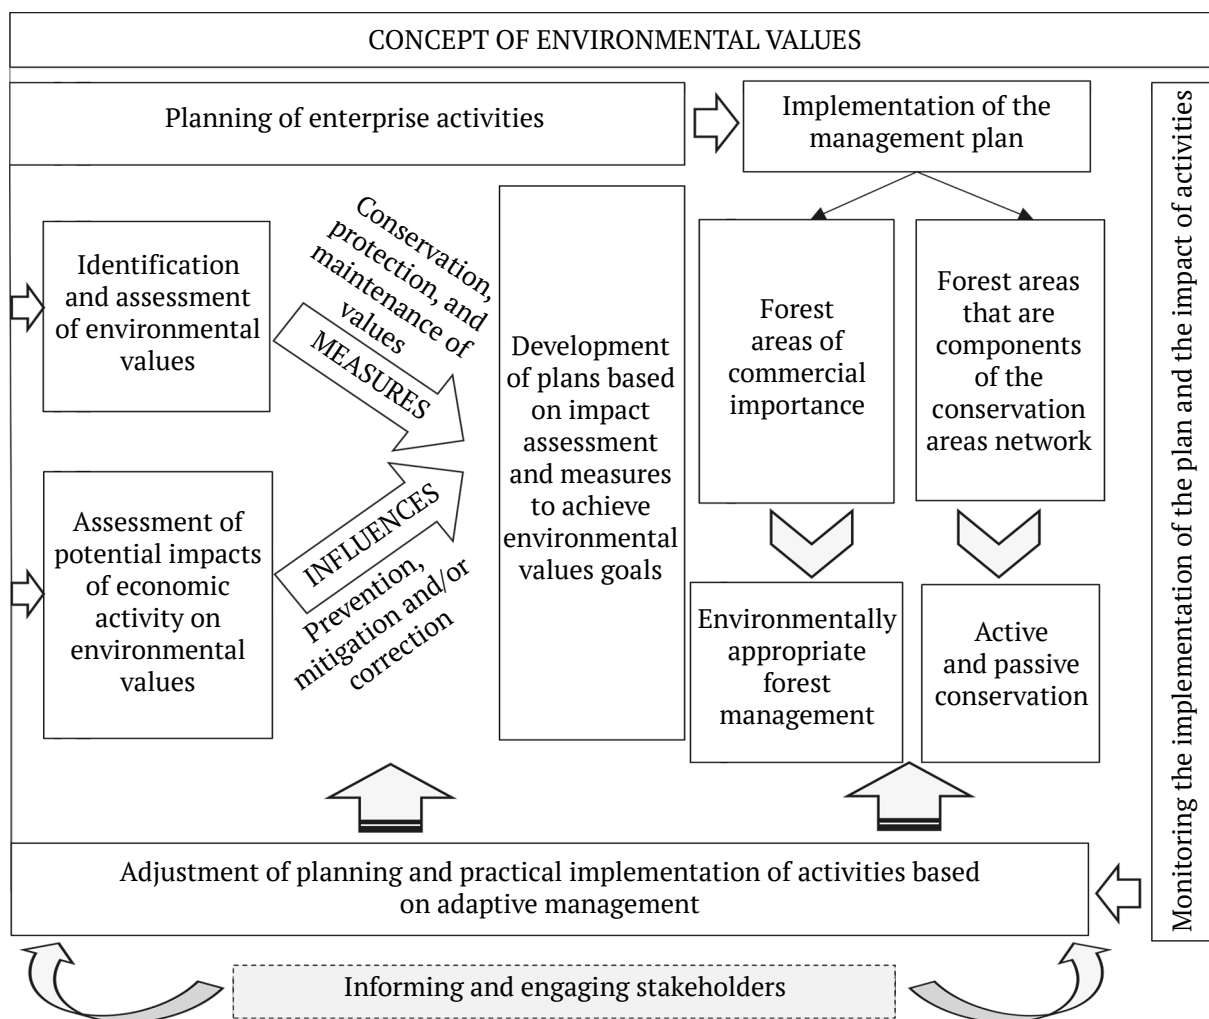 CONCEPT OF ENVIRONMENTAL VALUES
Planning of enterprise activities
Implementation of the
management plan
Identification
and assessment
of environmental
values
Conservation,
protection, and
maintenance of
values
MEASURES
Assessment of
potential impacts
of economic
activity on
environmental
values
INFLUENCES
Prevention,
mitigation and/or
correction
Development
of plans based
on impact
assessment
and measures
to achieve
environmental
values goals
Forest
areas of
commercial
importance
Forest areas
that are
components
of the
conservation
areas network
Environmentally
appropriate
forest
management
Active
and passive
conservation
Monitoring the implementation of the plan and the impact of activities
Adjustment of planning and practical implementation of activities based
on adaptive management
Informing and engaging stakeholders